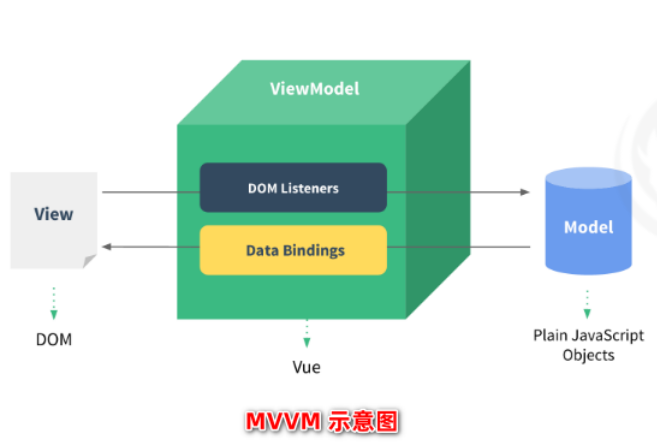 ViewModel
DOM Listeners
View
Model
Data Bindings
DOM
Plain JavaScript
Objects
Vue
MVVM 示意图